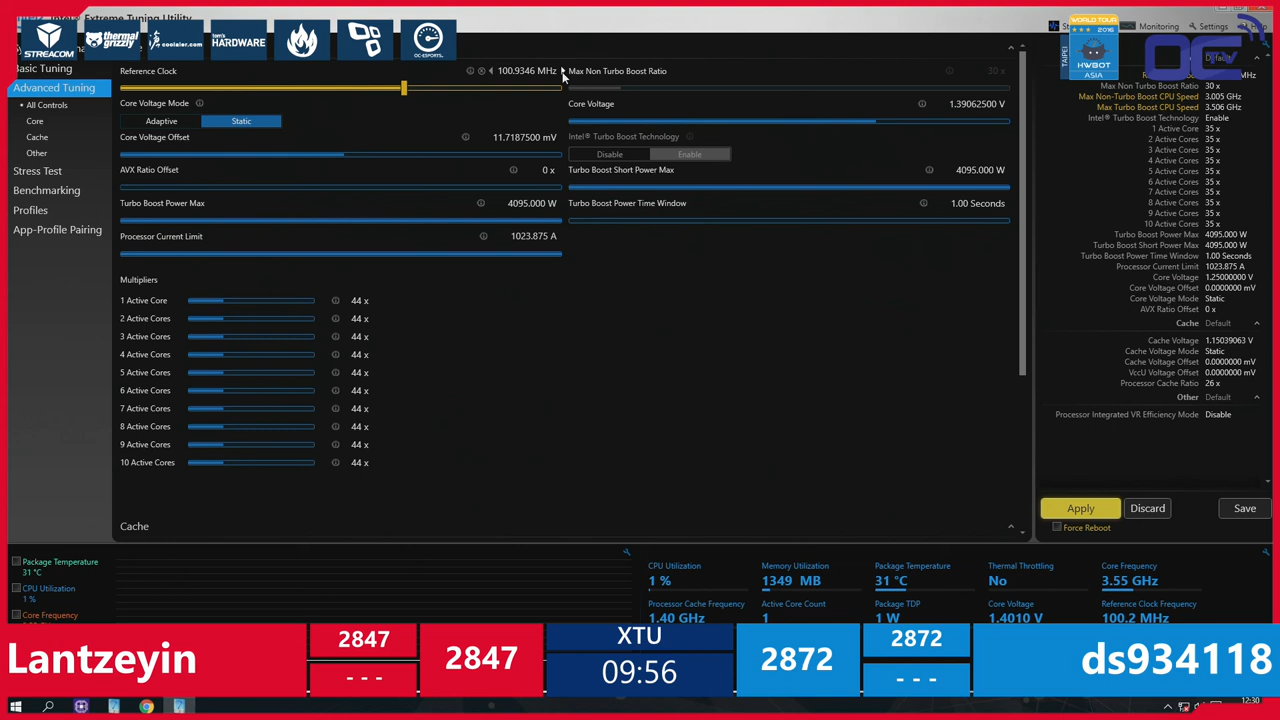 Intel® Extreme Tuning Utility
STREACOM
thermal grizzly
coolaler.com
tom's HARDWARE
OC-ESPORTS
Monitoring
Settings
Help
WORLD TOUR
2016
TAIPEI
HWBOT
ASIA
OC TV
Basic Tuning
Advanced Tuning
All Controls
Core
Cache
Other
Stress Test
Benchmarking
Profiles
App-Profile Pairing
Reference Clock
100.9346 MHz
Max Non Turbo Boost Ratio
30 x
Core Voltage Mode
Adaptive
Static
Core Voltage
1.39062500 V
Core Voltage Offset
11.7187500 mV
Intel® Turbo Boost Technology
Disable
Enable
AVX Ratio Offset
0 x
Turbo Boost Short Power Max
4095.000 W
Turbo Boost Power Max
4095.000 W
Turbo Boost Power Time Window
1.00 Seconds
Processor Current Limit
1023.875 A
Multipliers
1 Active Core 44 x
2 Active Cores 44 x
3 Active Cores 44 x
4 Active Cores 44 x
5 Active Cores 44 x
6 Active Cores 44 x
7 Active Cores 44 x
8 Active Cores 44 x
9 Active Cores 44 x
10 Active Cores 44 x
Cache
Default
Max Non Turbo Boost Ratio 30 x
Max Non-Turbo Boost CPU Speed 3.005 GHz
Max Turbo Boost CPU Speed 3.506 GHz
Intel® Turbo Boost Technology Enable
1 Active Core 35 x
2 Active Cores 35 x
3 Active Cores 35 x
4 Active Cores 35 x
5 Active Cores 35 x
6 Active Cores 35 x
7 Active Cores 35 x
8 Active Cores 35 x
9 Active Cores 35 x
10 Active Cores 35 x
Turbo Boost Power Max 4095.000 W
Turbo Boost Short Power Max 4095.000 W
Turbo Boost Power Time Window 1.00 Seconds
Processor Current Limit 1023.875 A
Core Voltage 1.25000000 V
Core Voltage Offset 0.0000000 mV
Core Voltage Mode Static
AVX Ratio Offset 0 x
Cache Default
Cache Voltage 1.15039063 V
Cache Voltage Mode Static
Cache Voltage Offset 0.0000000 mV
VccU Voltage Offset 0.0000000 mV
Processor Cache Ratio 26 x
Other Default
Processor Integrated VR Efficiency Mode Disable
Apply
Discard
Save
Force Reboot
Package Temperature
31 °C
CPU Utilization
1 %
Core Frequency
CPU Utilization
1 %
Memory Utilization
1349 MB
Package Temperature
31 °C
Thermal Throttling
No
Core Frequency
3.55 GHz
Processor Cache Frequency
1.40 GHz
Active Core Count
1
Package TDP
1 W
Core Voltage
1.4010 V
Reference Clock Frequency
100.2 MHz
Lantzeyin
2847
- - -
2847
XTU
09:56
2872
2872
- - -
ds934118
12:30